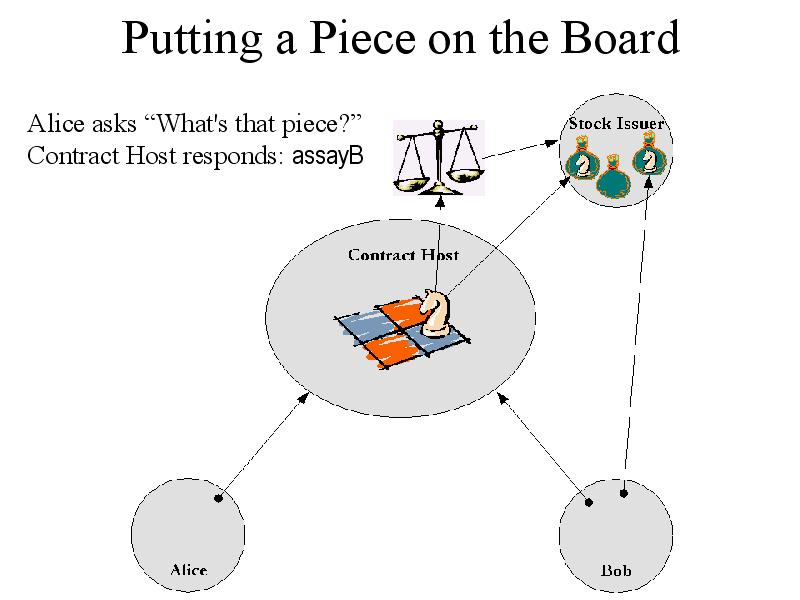 Putting a Piece on the Board
Alice asks “What's that piece?”
Contract Host responds: assayB
Stock Issuer
Contract Host
Alice
Bob